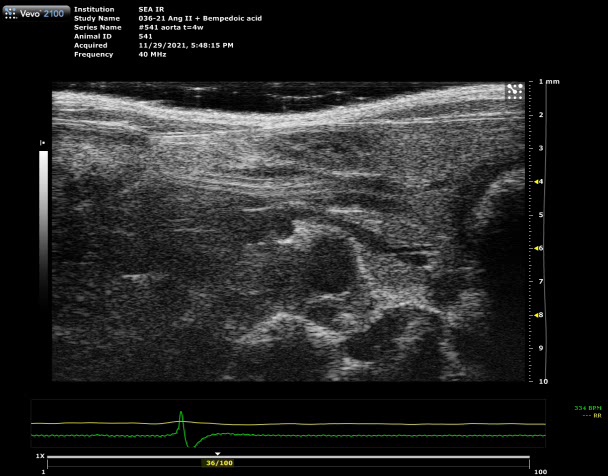 Vevo 2100
Institution SEA IR
Study Name 036-21 Ang II + Bempedoic acid
Series Name #541 aorta t=4w
Animal ID 541
Acquired 11/29/2021, 5:48:15 PM
Frequency 40 MHz
1 mm
2
3
4
5
6
7
8
9
10
334 BPM
--- RR
1X
36/100
1 100